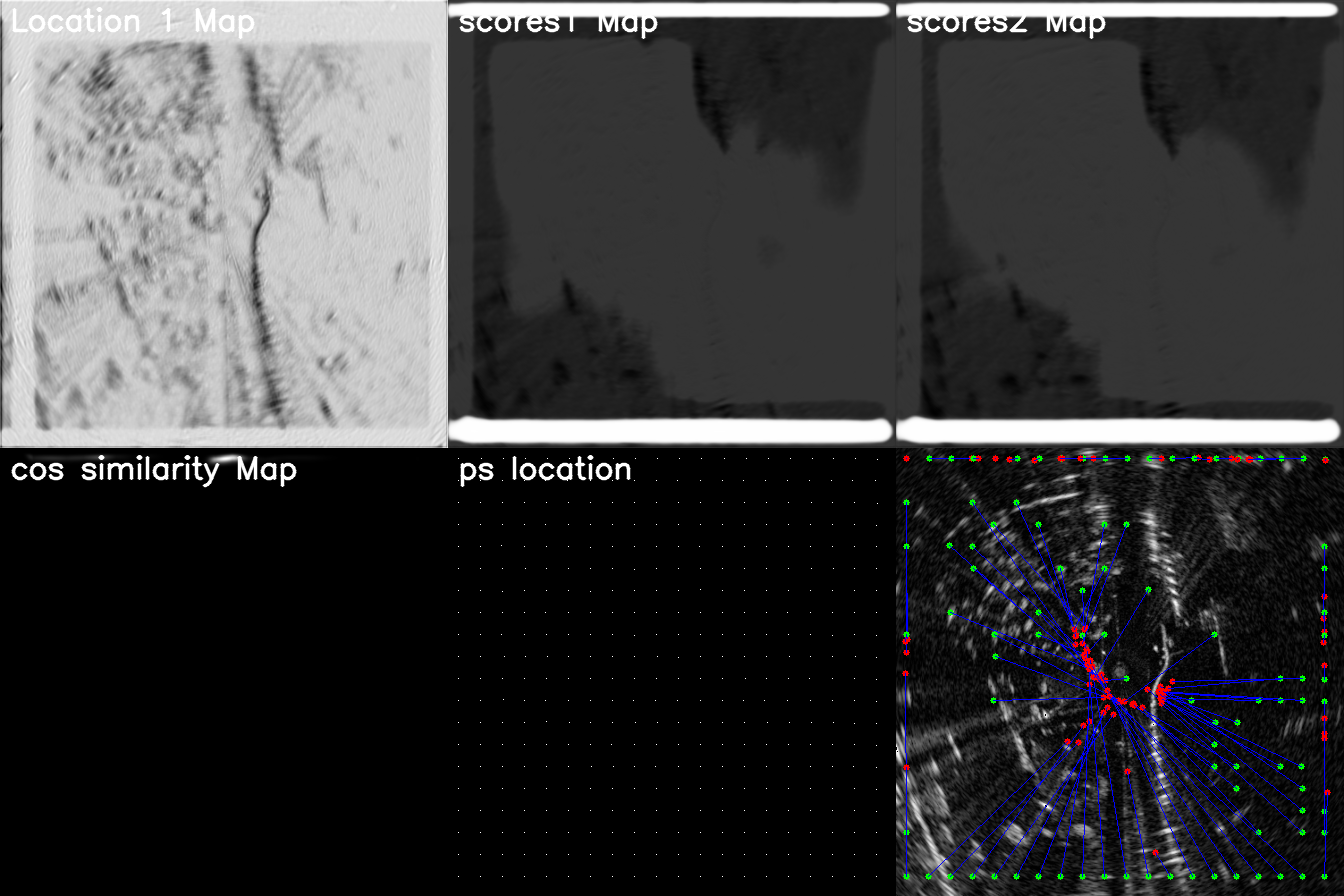 Location 1 Map
scores1 Map
scores2 Map
cos similarity Map
ps location